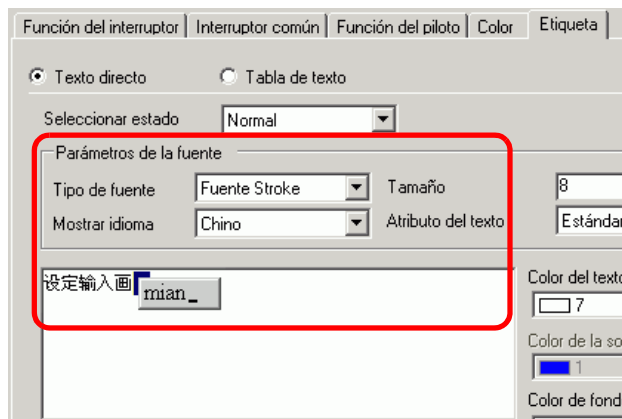 Función del interruptor Interruptor común Función del piloto Color Etiqueta
Texto directo Tabla de texto
Seleccionar estado Normal
Parámetros de la fuente
Tipo de fuente Fuente Stroke Tamaño 8
Mostrar idioma Chino Atributo del texto Estándar
设定输入画 mian_
Color del texto
7
Color de la so
1
Color de fond